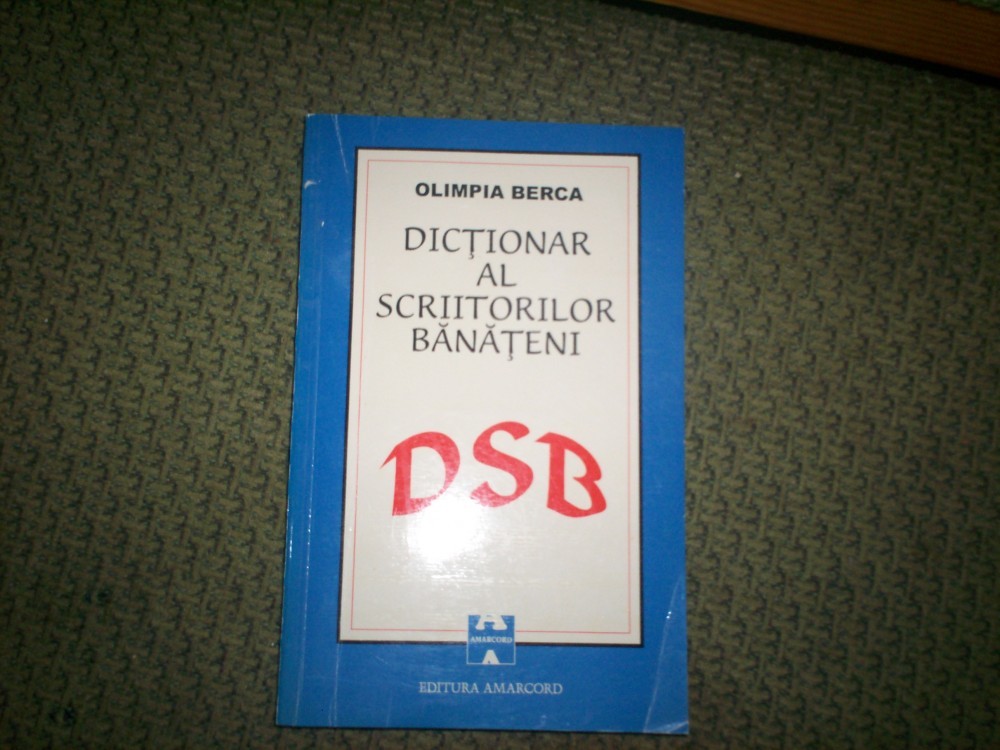 OLIMPIA BERCA
DICŢIONAR
AL
SCRIITORILOR
BĂNĂŢENI
DSB
A
AMARCORD
A
EDITURA AMARCORD